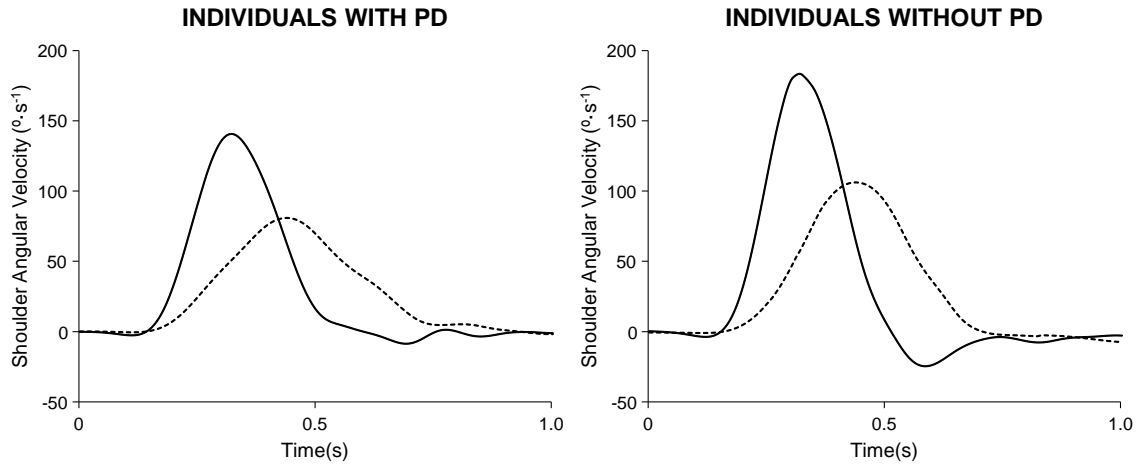 INDIVIDUALS WITH PD
200
150
100
50
0
-50
Shoulder Angular Velocity (º·s⁻¹)
0 0.5 1.0
Time(s)
INDIVIDUALS WITHOUT PD
200
150
100
50
0
-50
Shoulder Angular Velocity (º·s⁻¹)
0 0.5 1.0
Time(s)